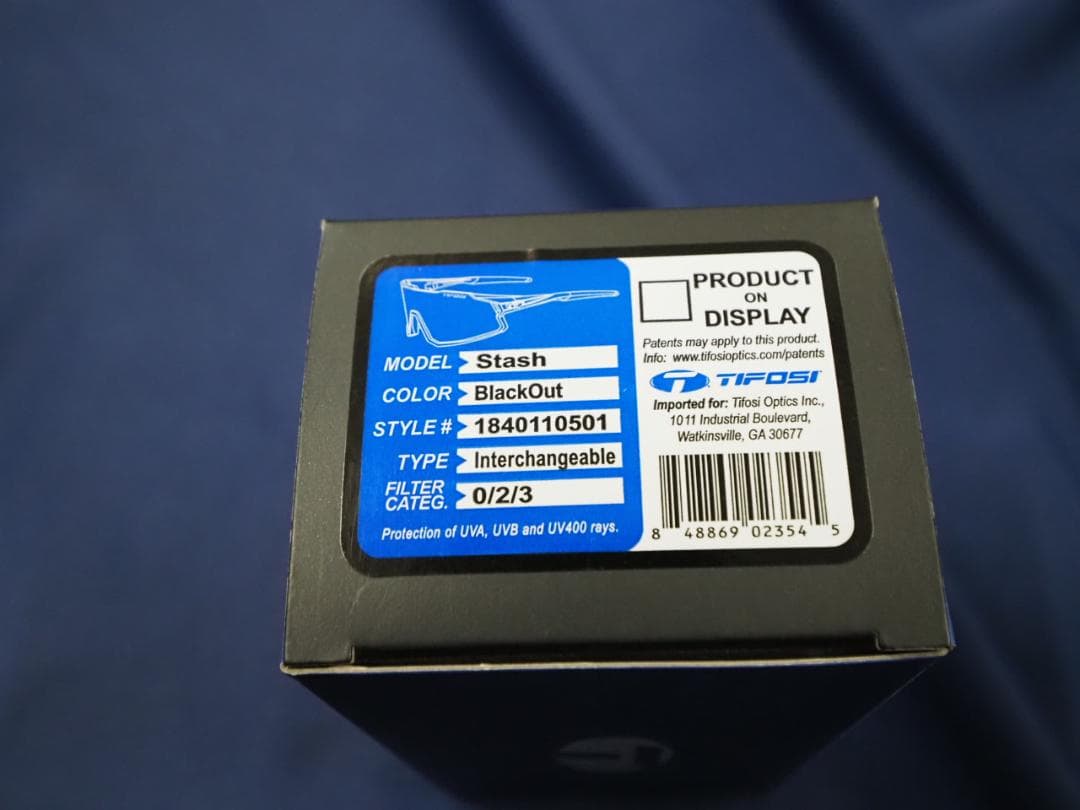 TIFOSI
MODEL Stash
COLOR BlackOut
STYLE # 1840110501
TYPE Interchangeable
FILTER CATEG. 0/2/3
Protection of UVA, UVB and UV400 rays.
PRODUCT
ON
DISPLAY
Patents may apply to this product.
Info: www.tifosioptics.com/patents
TIFOSI
Imported for: Tifosi Optics Inc.,
1011 Industrial Boulevard,
Watkinsville, GA 30677
8 48869 02354 5